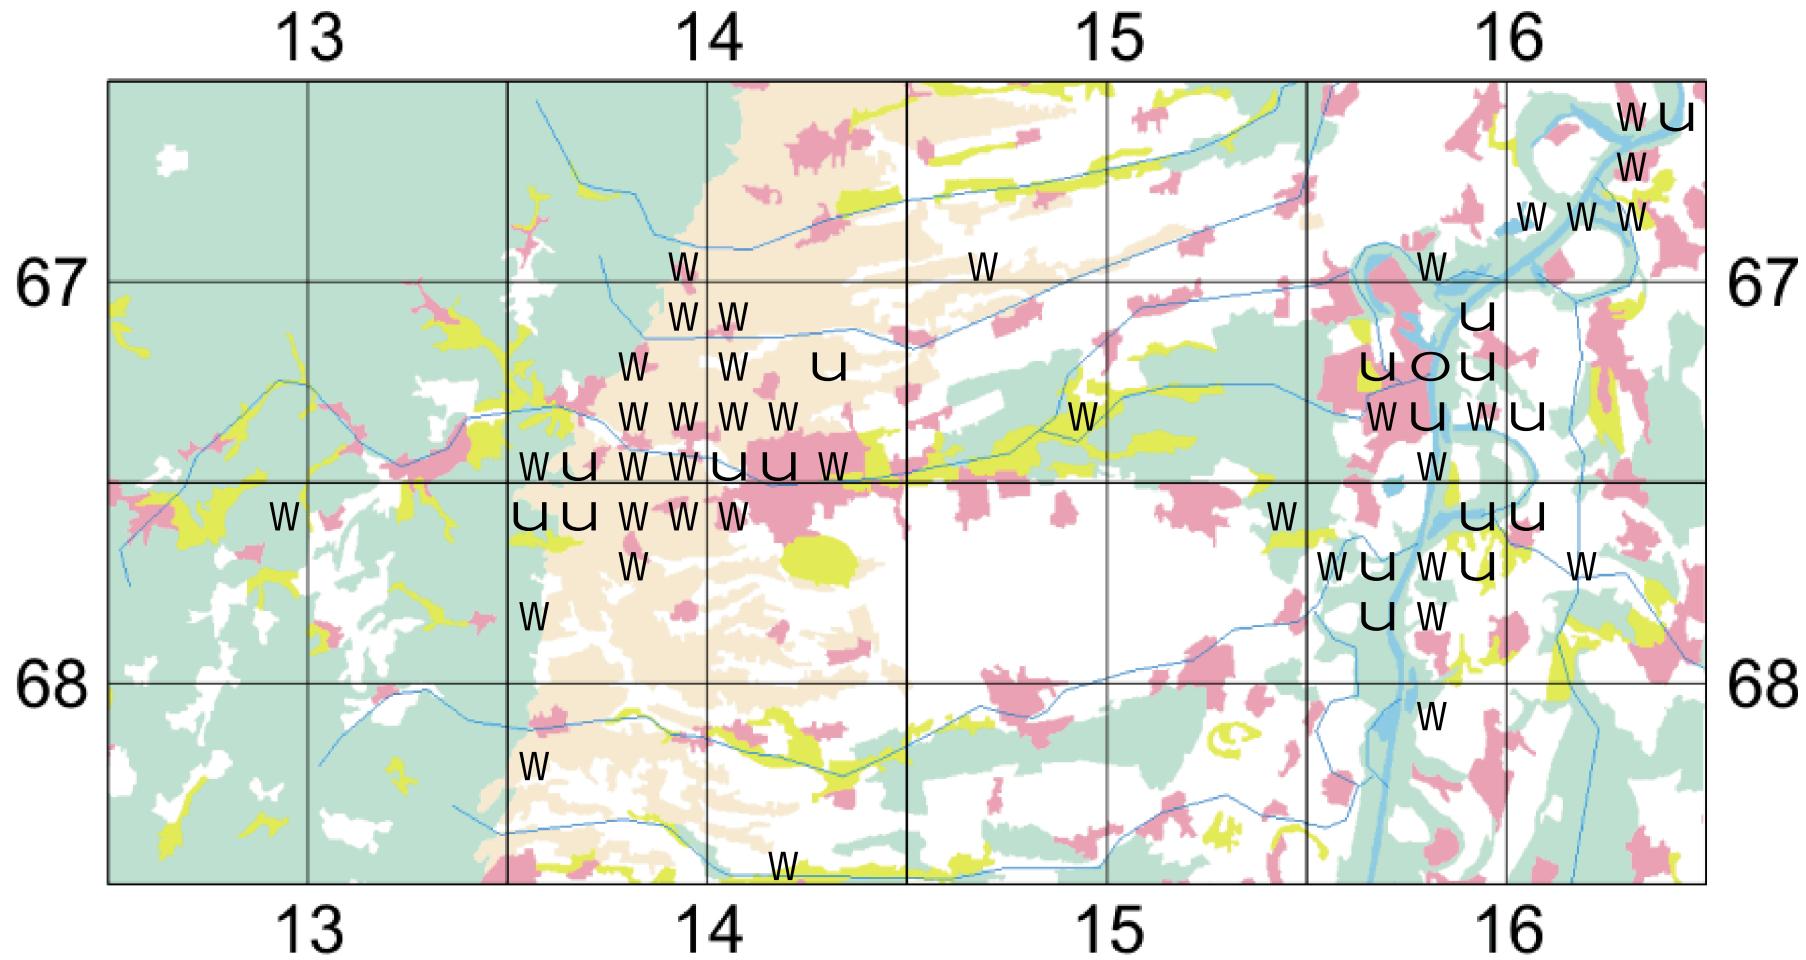 13 14 15 16
w u
w
w w w
w w w
67 67
w w u
w w u u o u
w w w w w w u w u
w u w w u u w w
w u u w w w w u u
w w u w u w
w u w
68 68
w
w
w
13 14 15 16